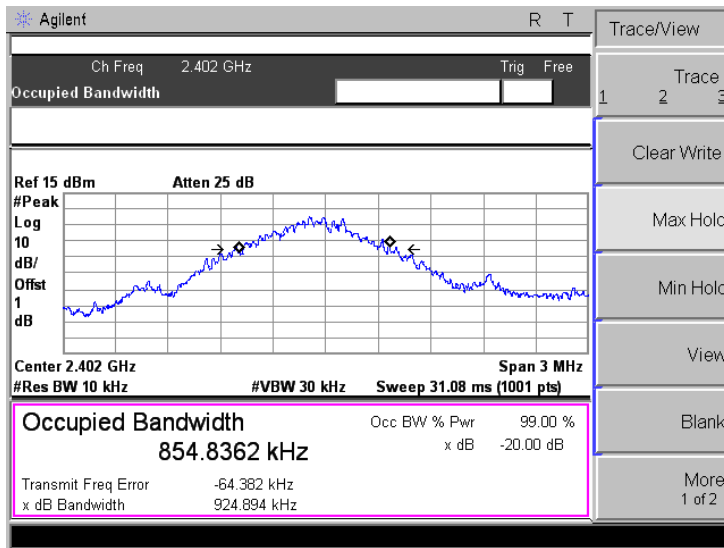 Agilent R T
Ch Freq 2.402 GHz Trig Free
Occupied Bandwidth
Ref 15 dBm Atten 25 dB
#Peak
Log
10
dB/
Offst
1
dB
Center 2.402 GHz Span 3 MHz
#Res BW 10 kHz #VBW 30 kHz Sweep 31.08 ms (1001 pts)
Occupied Bandwidth
854.8362 kHz
Occ BW % Pwr 99.00 %
x dB -20.00 dB
Transmit Freq Error -64.382 kHz
x dB Bandwidth 924.894 kHz
Trace/View
Trace
1 2 3
Clear Write
Max Hold
Min Hold
View
Blank
More
1 of 2